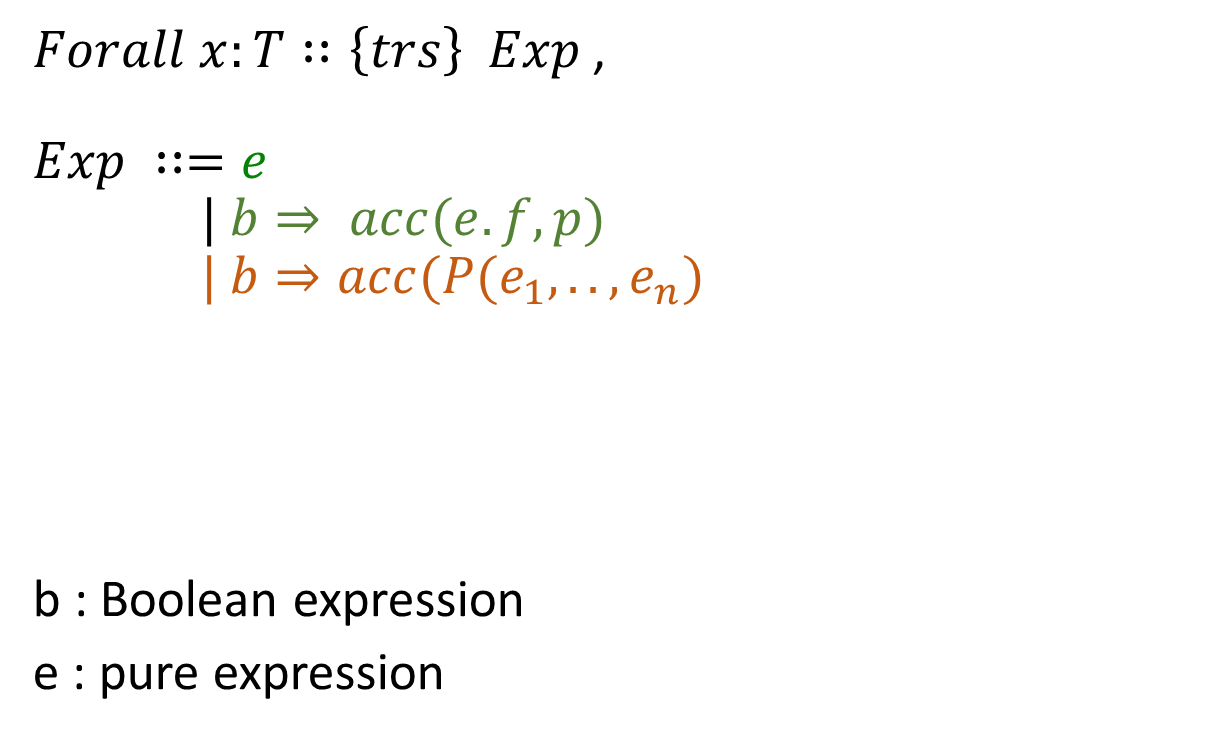 Forall x: T :: {trs} Exp ,
Exp ::= e
| b ⇒ acc(e. f, p)
| b ⇒ acc(P(e₁, . . , eₙ)
b : Boolean expression
e : pure expression